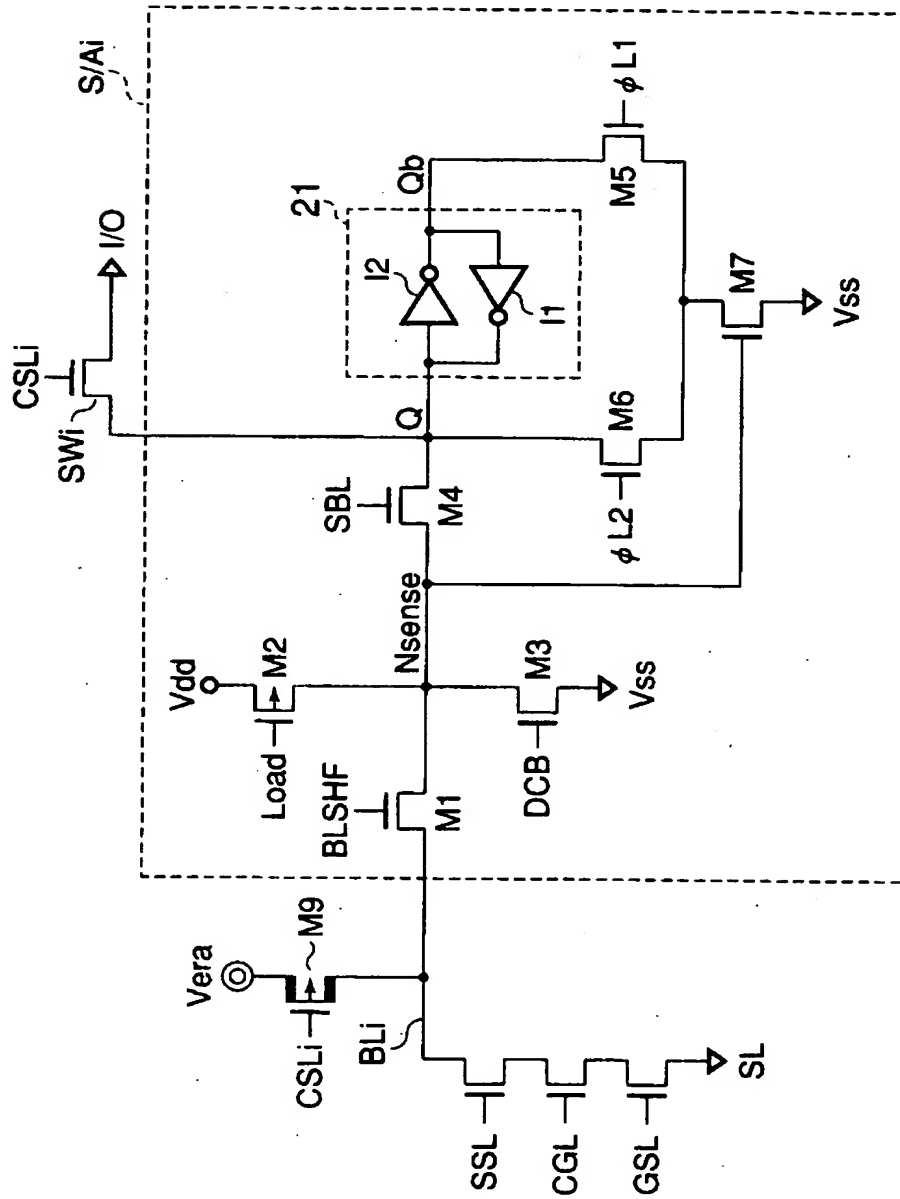 S/Ai
CSLi
I/O
SWi
21
Q
Qb
I2
I1
SBL
M4
M5
φL1
M6
φL2
M7
Vss
Nsense
Vdd
M2
Load
M3
DCB
Vss
BLSHF
M1
Vera
M9
CSLi
BLi
SSL
CGL
GSL
SL